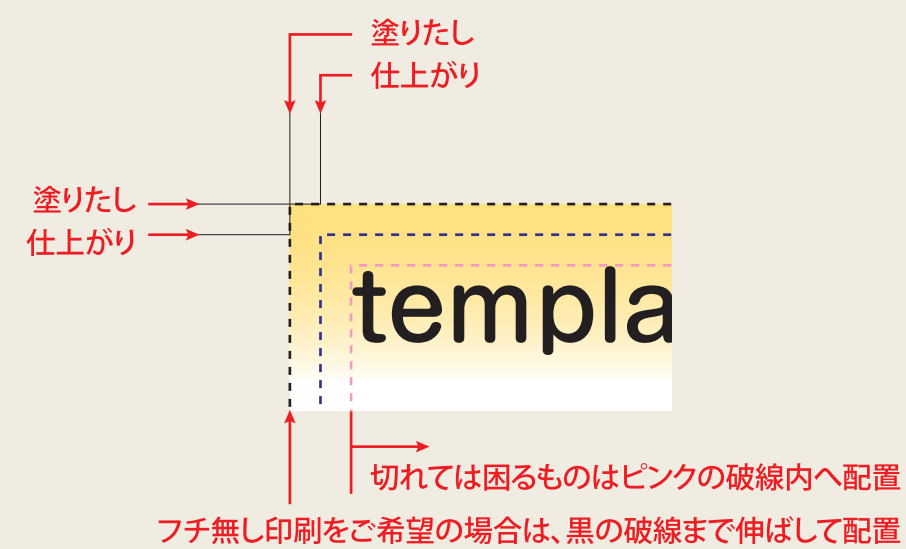 塗りたし
仕上がり
塗りたし
仕上がり
templa
切れては困るものはピンクの破線内へ配置
フチ無し印刷をご希望の場合は、黒の破線まで伸ばして配置